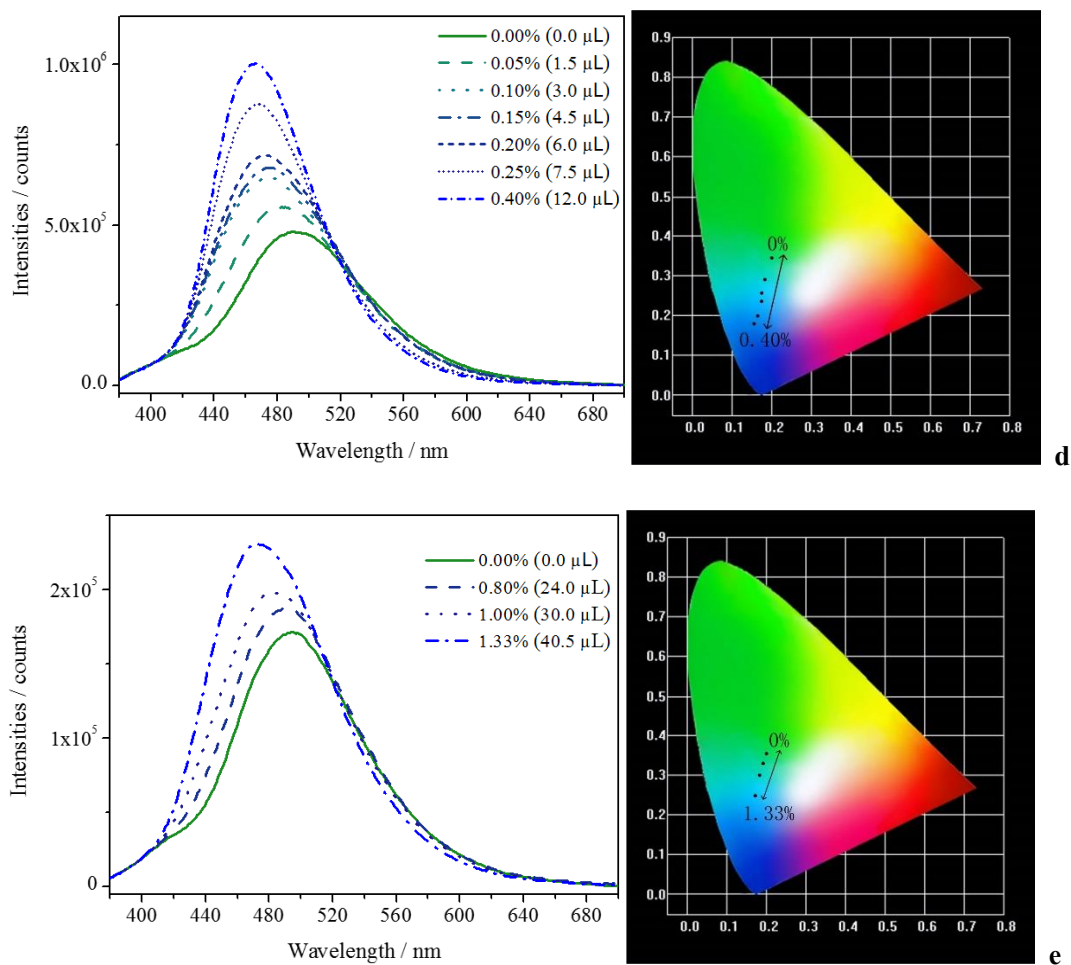 1.0x10⁶
5.0x10⁵
0.0
Intensities / counts
400 440 480 520 560 600 640 680
Wavelength / nm
0.00% (0.0 µL)
0.05% (1.5 µL)
0.10% (3.0 µL)
0.15% (4.5 µL)
0.20% (6.0 µL)
0.25% (7.5 µL)
0.40% (12.0 µL)
0.9
0.8
0.7
0.6
0.5
0.4
0.3
0.2
0.1
0.0
0%
0.40%
0.0 0.1 0.2 0.3 0.4 0.5 0.6 0.7 0.8
d
2x10⁵
1x10⁵
0
Intensities / counts
400 440 480 520 560 600 640 680
Wavelength / nm
0.00% (0.0 µL)
0.80% (24.0 µL)
1.00% (30.0 µL)
1.33% (40.5 µL)
0.9
0.8
0.7
0.6
0.5
0.4
0.3
0.2
0.1
0.0
0%
1.33%
0.0 0.1 0.2 0.3 0.4 0.5 0.6 0.7 0.8
e